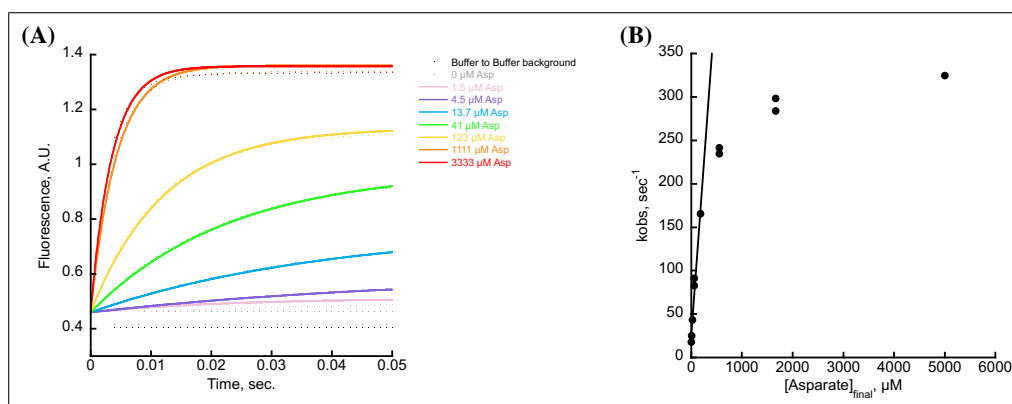 (A)
1.4
1.2
1
0.8
0.6
0.4
0
0.01
0.02
0.03
0.04
0.05
Fluorescence, A.U.
Time, sec.
Buffer to Buffer background
0 µM Asp
1.5 µM Asp
4.5 µM Asp
13.7 µM Asp
41 µM Asp
123 µM Asp
1111 µM Asp
3333 µM Asp
(B)
350
300
250
200
150
100
50
0
0
1000
2000
3000
4000
5000
6000
kobs, sec⁻¹
[Asparate]final, µM